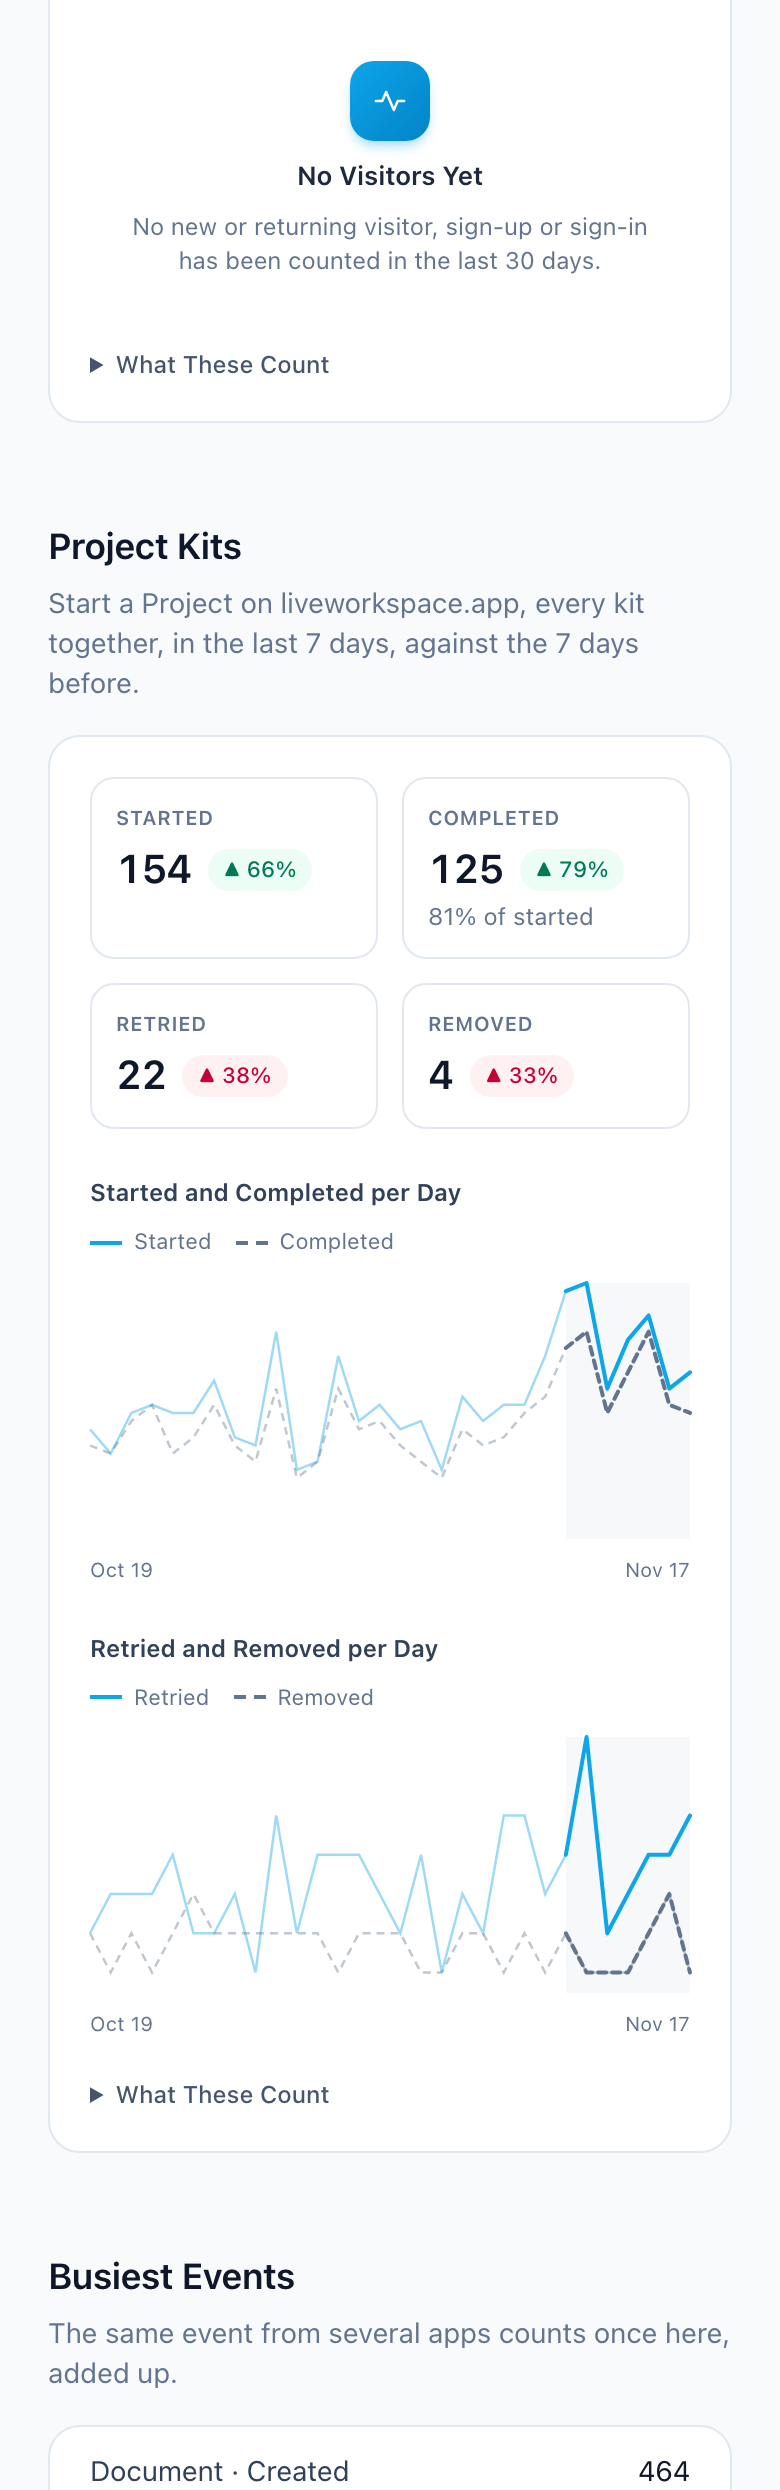 No Visitors Yet
No new or returning visitor, sign-up or sign-in
has been counted in the last 30 days.
What These Count
Project Kits
Start a Project on liveworkspace.app, every kit
together, in the last 7 days, against the 7 days
before.
STARTED
154 ▲ 66%
COMPLETED
125 ▲ 79%
81% of started
RETRIED
22 ▲ 38%
REMOVED
4 ▲ 33%
Started and Completed per Day
Started Completed
Oct 19 Nov 17
Retried and Removed per Day
Retried Removed
Oct 19 Nov 17
What These Count
Busiest Events
The same event from several apps counts once here,
added up.
Document · Created 464